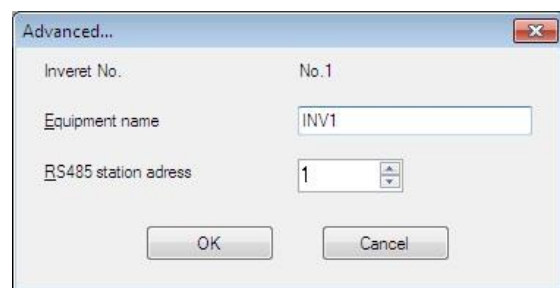 Advanced...
Inveret No. No.1
Equipment name INV1
RS485 station adress 1
OK Cancel